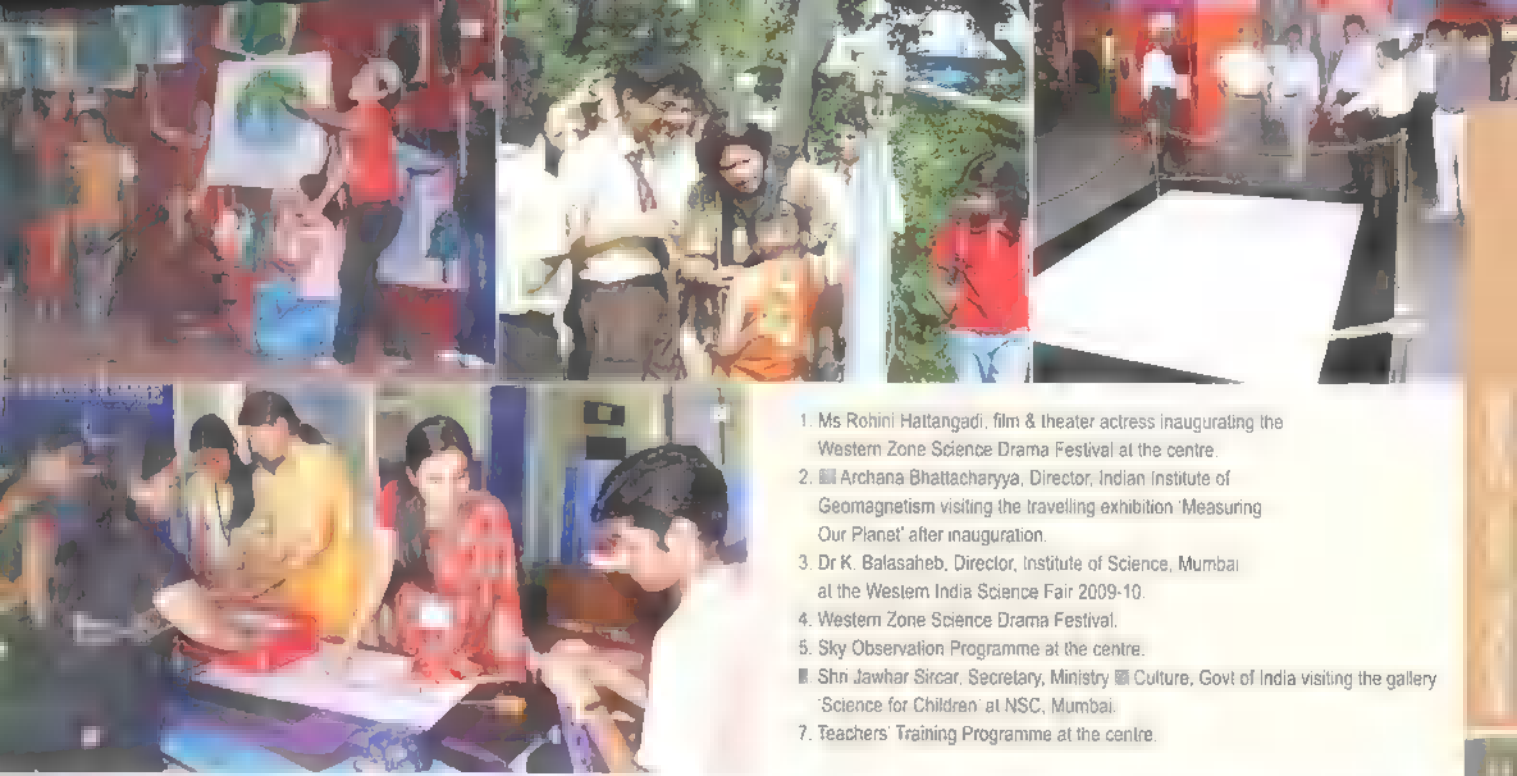 1. Ms Rohini Hattangadi, film & theater actress inaugurating the
Western Zone Science Drama Festival at the centre.
2. Archana Bhattacharyya, Director, Indian Institute of
Geomagnetism visiting the travelling exhibition 'Measuring
Our Planet' after inauguration.
3. Dr K. Balasaheb, Director, Institute of Science, Mumbai
at the Western India Science Fair 2009-10.
4. Western Zone Science Drama Festival.
5. Sky Observation Programme at the centre.
Shri Jawhar Sircar, Secretary, Ministry Culture, Govt of India visiting the gallery
'Science for Children' at NSC, Mumbai.
7. Teachers' Training Programme at the centre.